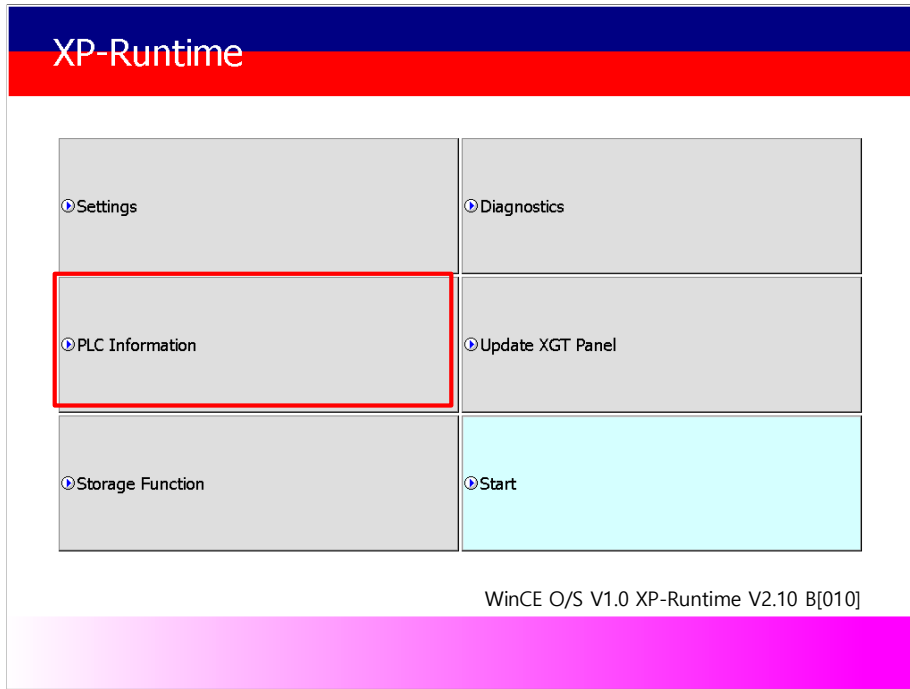 XP-Runtime
Settings
Diagnostics
PLC Information
Update XGT Panel
Storage Function
Start
WinCE O/S V1.0 XP-Runtime V2.10 B[010]